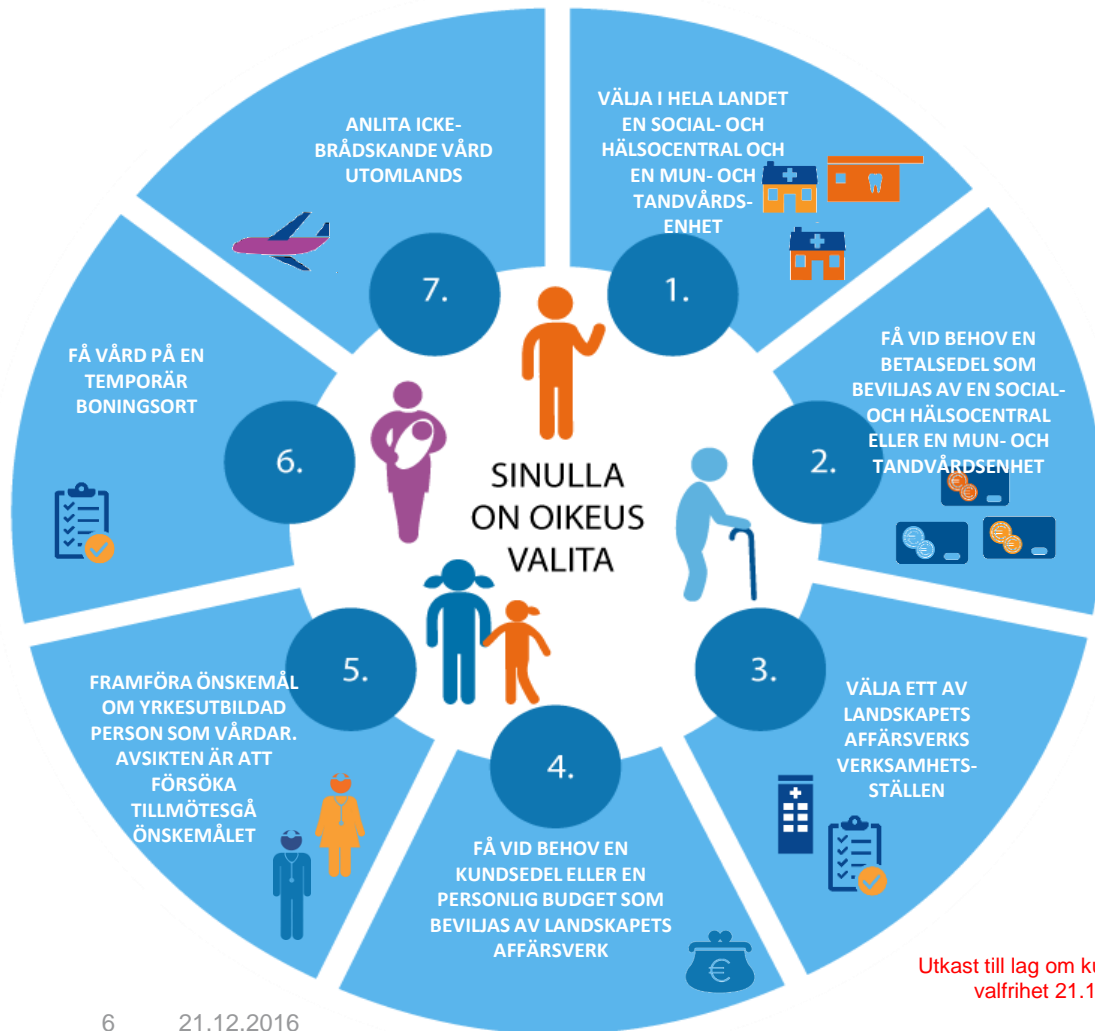 VÄLJA I HELA LANDET
EN SOCIAL- OCH
HÄLSOCENTRAL OCH
EN MUN- OCH
TANDVÅRDS-
ENHET
1.
FÅ VID BEHOV EN
BETALSEDEL SOM
BEVILJAS AV EN SOCIAL-
OCH HÄLSOCENTRAL
ELLER EN MUN- OCH
TANDVÅRDSENHET
2.
VÄLJA ETT AV
LANDSKAPETS
AFFÄRSVERKS
VERKSAMHETS-
STÄLLEN
3.
FÅ VID BEHOV EN
KUNDSEDEL ELLER EN
PERSONLIG BUDGET SOM
BEVILJAS AV LANDSKAPETS
AFFÄRSVERK
4.
FRAMFÖRA ÖNSKEMÅL
OM YRKESUTBILDAD
PERSON SOM VÅRDAR.
AVSIKTEN ÄR ATT
FÖRSÖKA
TILLMÖTESGÅ
ÖNSKEMÅLET
5.
FÅ VÅRD PÅ EN
TEMPORÄR
BONINGSORT
6.
ANLITA ICKE-
BRÅDSKANDE VÅRD
UTOMLANDS
7.
SINULLA
ON OIKEUS
VALITA
Utkast till lag om
valfrihet
6 21.12.2016